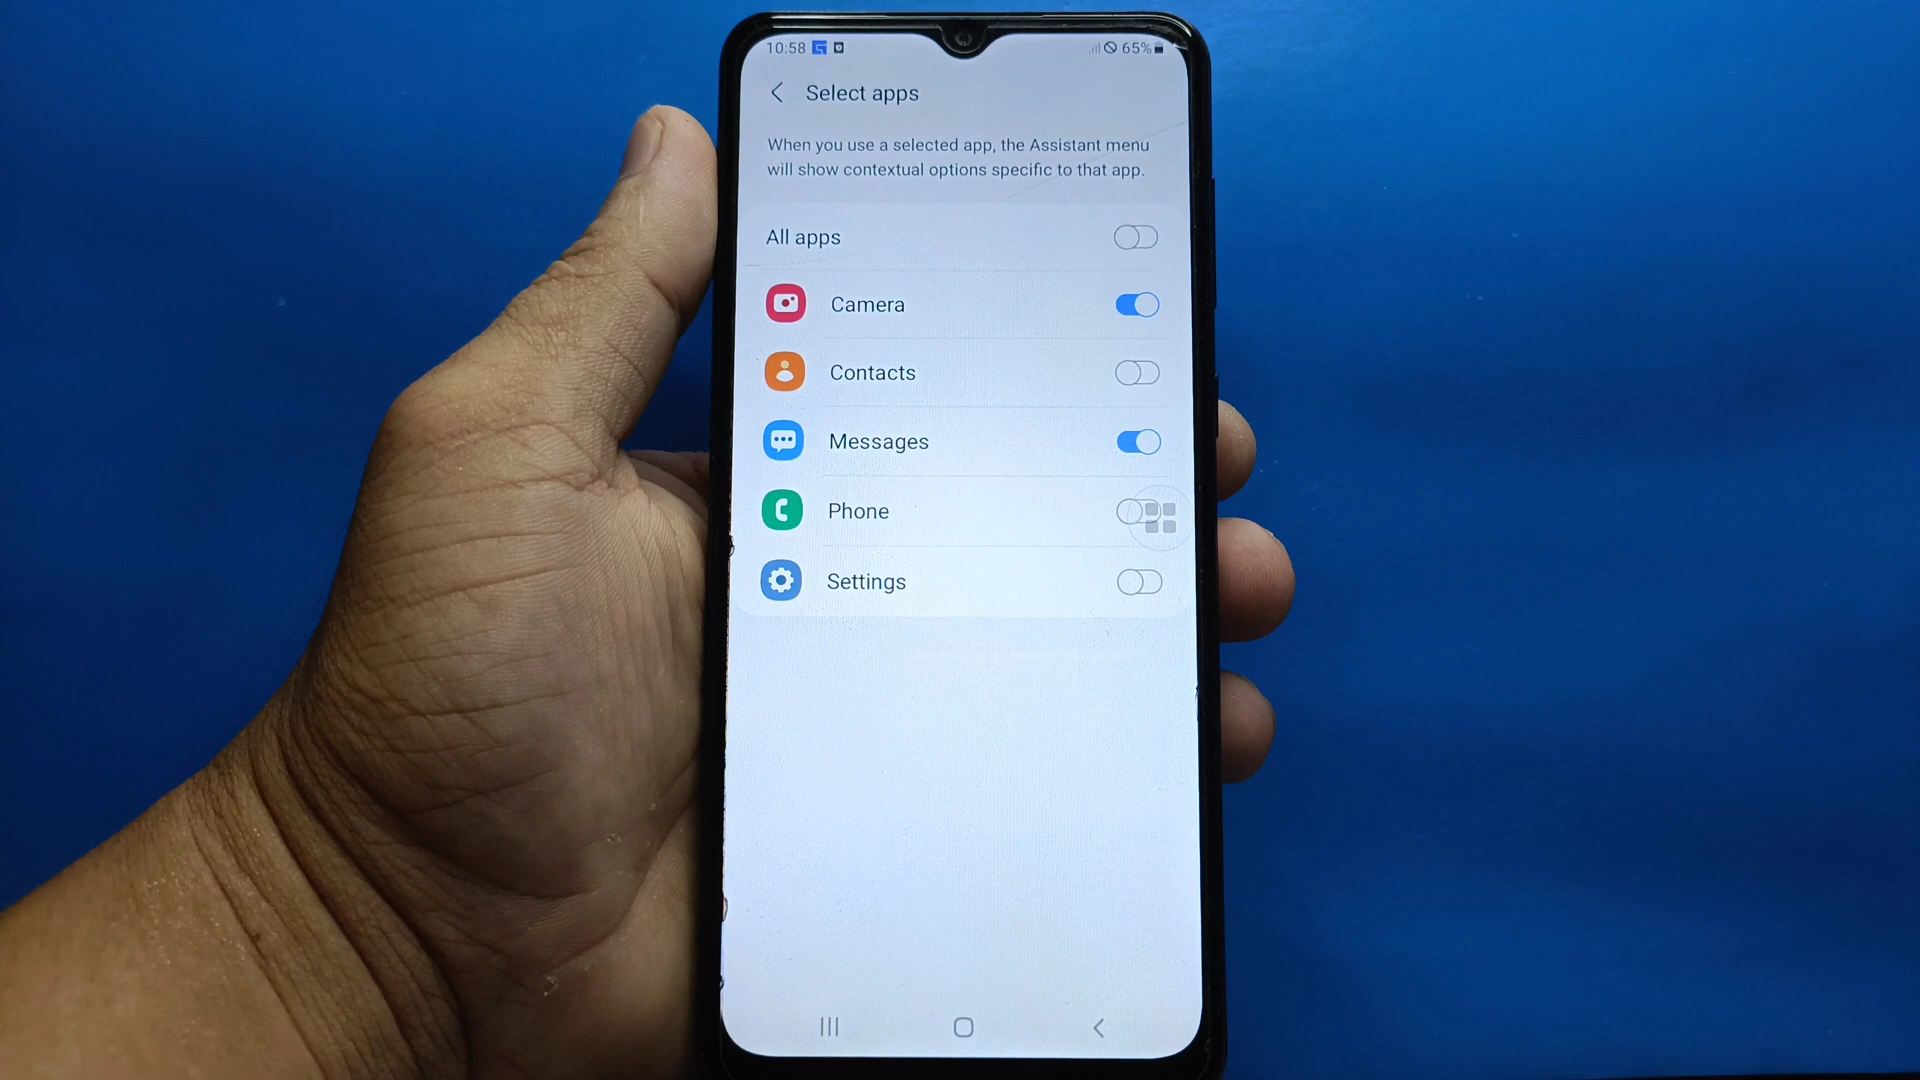 10:58 65%
Select apps
When you use a selected app, the Assistant menu
will show contextual options specific to that app.
All apps
Camera
Contacts
Messages
Phone
Settings